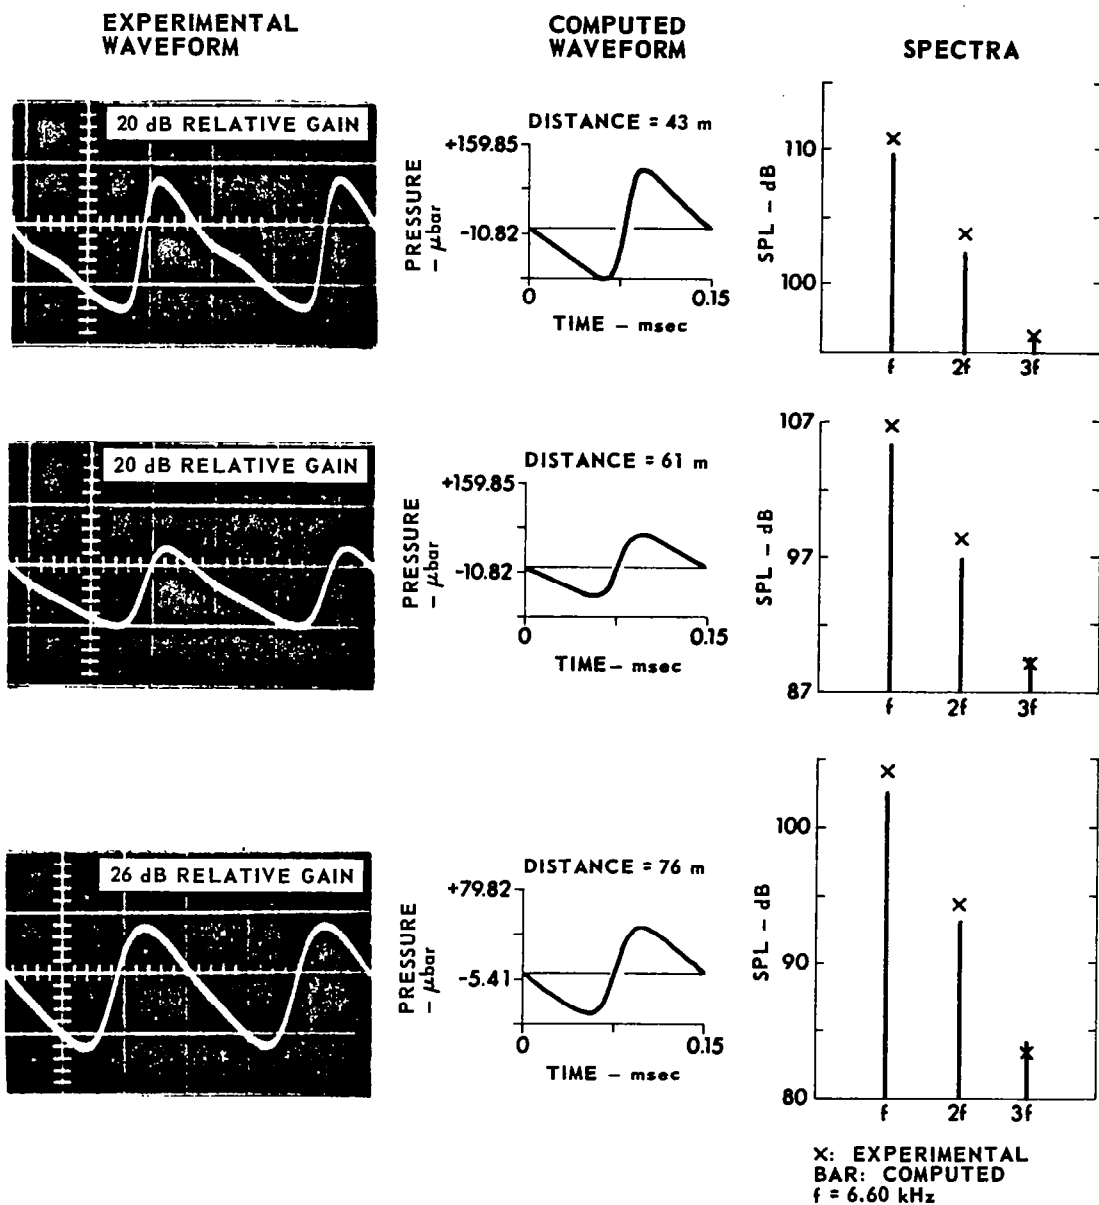 EXPERIMENTAL
WAVEFORM
COMPUTED
WAVEFORM
SPECTRA
20 dB RELATIVE GAIN
DISTANCE = 43 m
+159.85
-10.82
PRESSURE
- μbar
0
0.15
TIME - msec
SPL - dB
110
100
f
2f
3f
20 dB RELATIVE GAIN
DISTANCE = 61 m
+159.85
-10.82
PRESSURE
- μbar
0
0.15
TIME - msec
SPL - dB
107
97
87
f
2f
3f
26 dB RELATIVE GAIN
DISTANCE = 76 m
+79.82
-5.41
PRESSURE
- μbar
0
0.15
TIME - msec
SPL - dB
100
90
80
f
2f
3f
×: EXPERIMENTAL
BAR: COMPUTED
f = 6.60 kHz